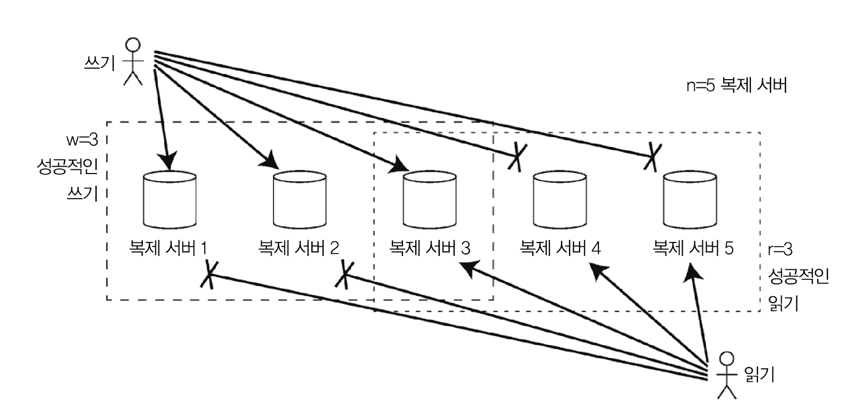 쓰기
n=5 복제 서버
w=3
성공적인
쓰기
복제 서버 1
복제 서버 2
복제 서버 3
복제 서버 4
복제 서버 5
r=3
성공적인
읽기
읽기